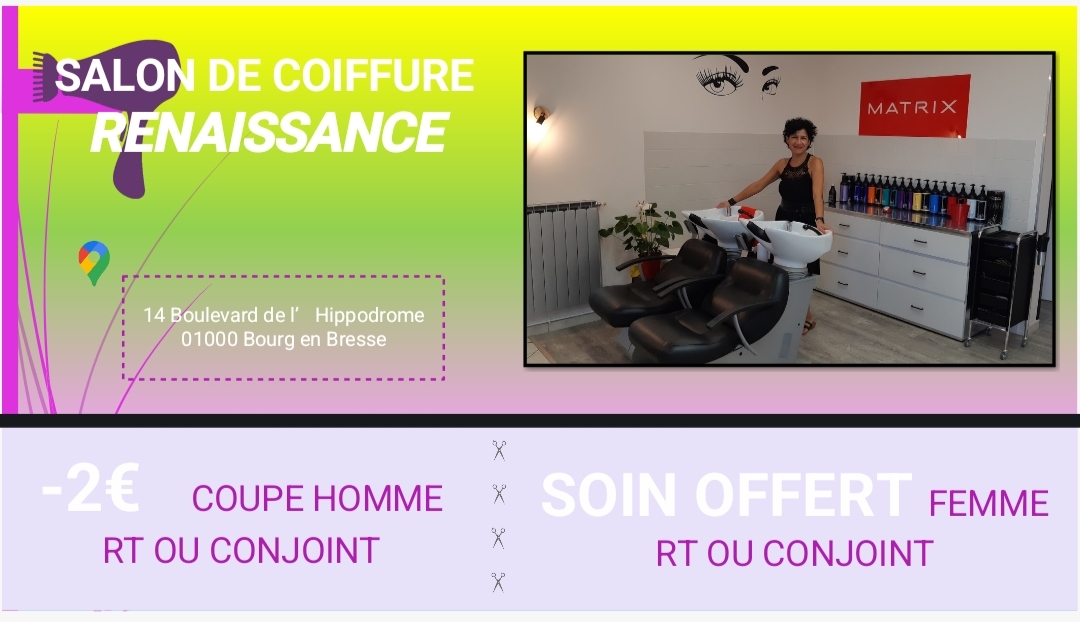 SALON DE COIFFURE
RENAISSANCE
MATRIX
14 Boulevard de l’ Hippodrome
01000 Bourg en Bresse
-2€ COUPE HOMME
RT OU CONJOINT
SOIN OFFERT FEMME
RT OU CONJOINT